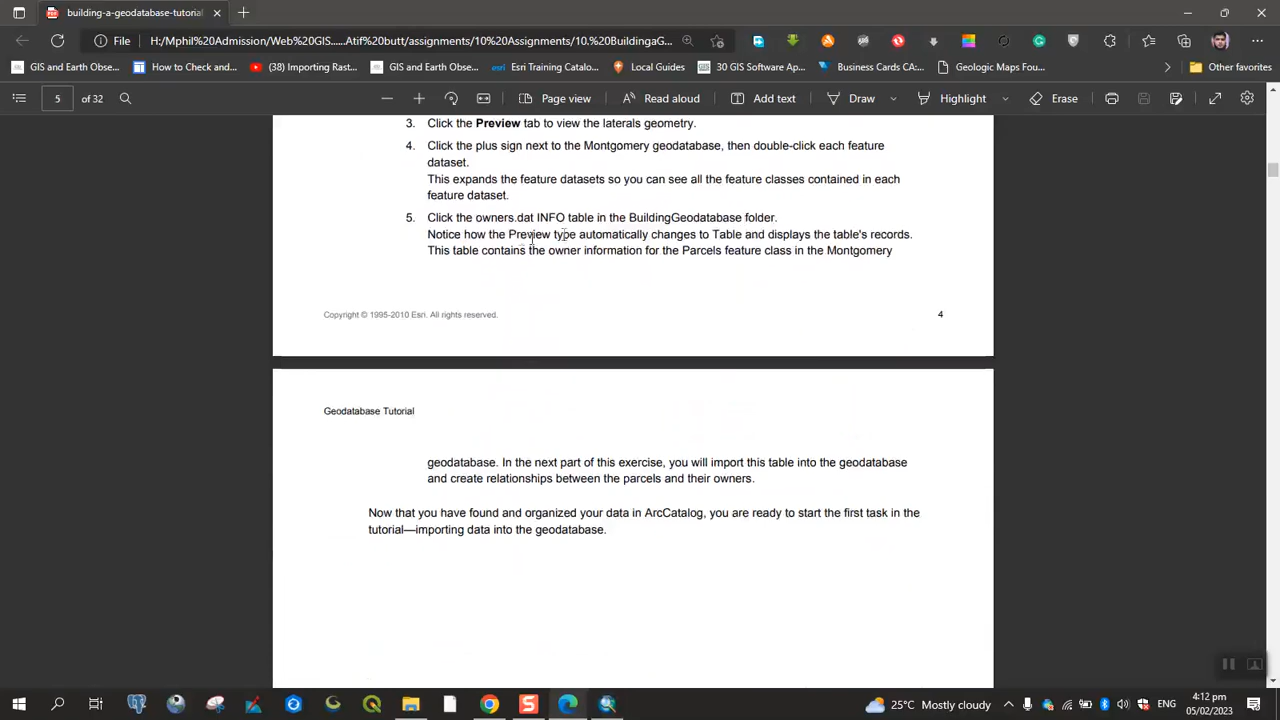 building-a-geodatabase-tutorial
File
H:/Mphil%20Admission/Web%20GIS......Atif%20butt/assignments/10%20Assignments/10.%20BuildingaG...
GIS and Earth Obse...
How to Check and...
(38) Importing Rast...
GIS and Earth Obse...
Esri Training Catalo...
Local Guides
30 GIS Software Ap...
Business Cards CA:...
Geologic Maps Fou...
Other favorites
5 of 32
Page view
Read aloud
Add text
Draw
Highlight
Erase
3. Click the Preview tab to view the laterals geometry.
4. Click the plus sign next to the Montgomery geodatabase, then double-click each feature
dataset.
This expands the feature datasets so you can see all the feature classes contained in each
feature dataset.
5. Click the owners.dat INFO table in the BuildingGeodatabase folder.
Notice how the Preview type automatically changes to Table and displays the table's records.
This table contains the owner information for the Parcels feature class in the Montgomery
Copyright © 1995-2010 Esri. All rights reserved.
4
Geodatabase Tutorial
geodatabase. In the next part of this exercise, you will import this table into the geodatabase
and create relationships between the parcels and their owners.
Now that you have found and organized your data in ArcCatalog, you are ready to start the first task in the
tutorial—importing data into the geodatabase.
25°C Mostly cloudy
4:12 pm
05/02/2023